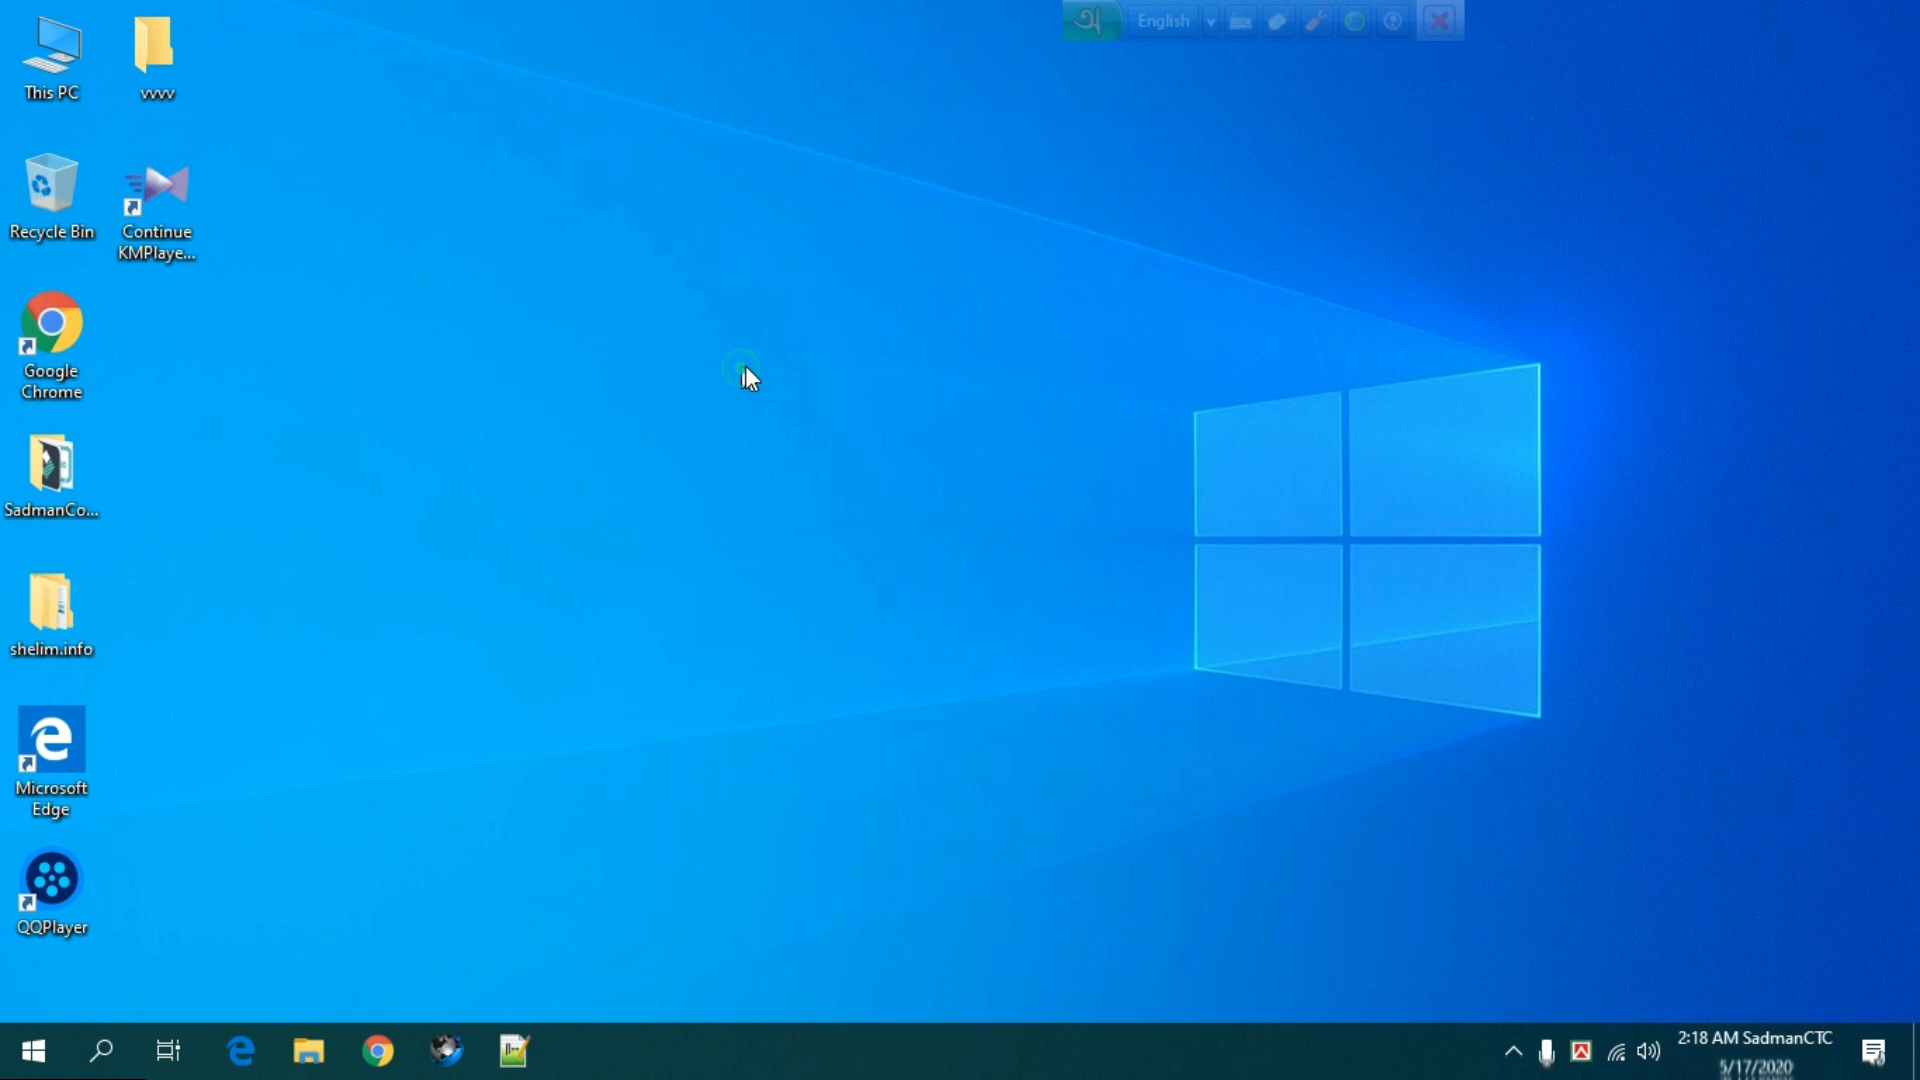 This PC
vvvv
অ
English
Recycle Bin
Continue
KMPlaye...
Google
Chrome
SadmanCo...
shelim.info
Microsoft
Edge
QQPlayer
2:18 AM SadmanCTC
5/17/2020